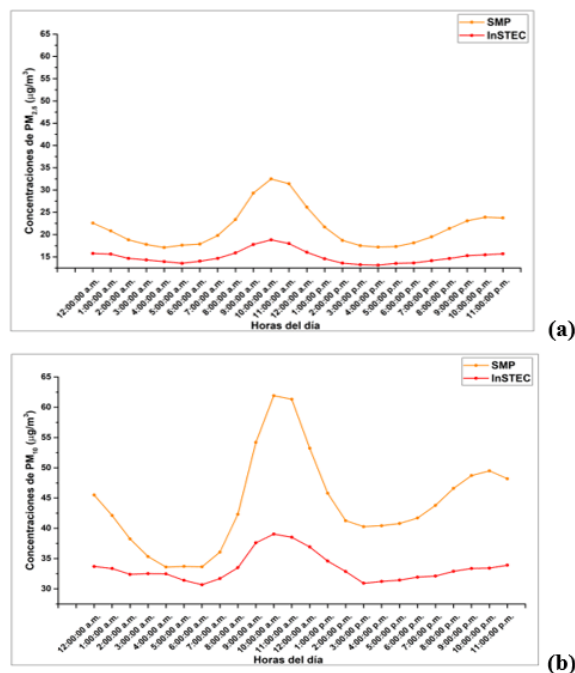 SMP
InSTEC
65
60
55
50
45
40
35
30
25
20
15
Concentraciones de PM2.5 (μg/m³)
12:00:00 a.m.
1:00:00 a.m.
2:00:00 a.m.
3:00:00 a.m.
4:00:00 a.m.
5:00:00 a.m.
6:00:00 a.m.
7:00:00 a.m.
8:00:00 a.m.
9:00:00 a.m.
10:00:00 a.m.
11:00:00 a.m.
12:00:00 a.m.
1:00:00 p.m.
2:00:00 p.m.
3:00:00 p.m.
4:00:00 p.m.
5:00:00 p.m.
6:00:00 p.m.
7:00:00 p.m.
8:00:00 p.m.
9:00:00 p.m.
10:00:00 p.m.
11:00:00 p.m.
Horas del día
(a)
SMP
InSTEC
65
60
55
50
45
40
35
30
Concentraciones de PM10 (μg/m³)
12:00:00 a.m.
1:00:00 a.m.
2:00:00 a.m.
3:00:00 a.m.
4:00:00 a.m.
5:00:00 a.m.
6:00:00 a.m.
7:00:00 a.m.
8:00:00 a.m.
9:00:00 a.m.
10:00:00 a.m.
11:00:00 a.m.
12:00:00 a.m.
1:00:00 p.m.
2:00:00 p.m.
3:00:00 p.m.
4:00:00 p.m.
5:00:00 p.m.
6:00:00 p.m.
7:00:00 p.m.
8:00:00 p.m.
9:00:00 p.m.
10:00:00 p.m.
11:00:00 p.m.
Horas del día
(b)